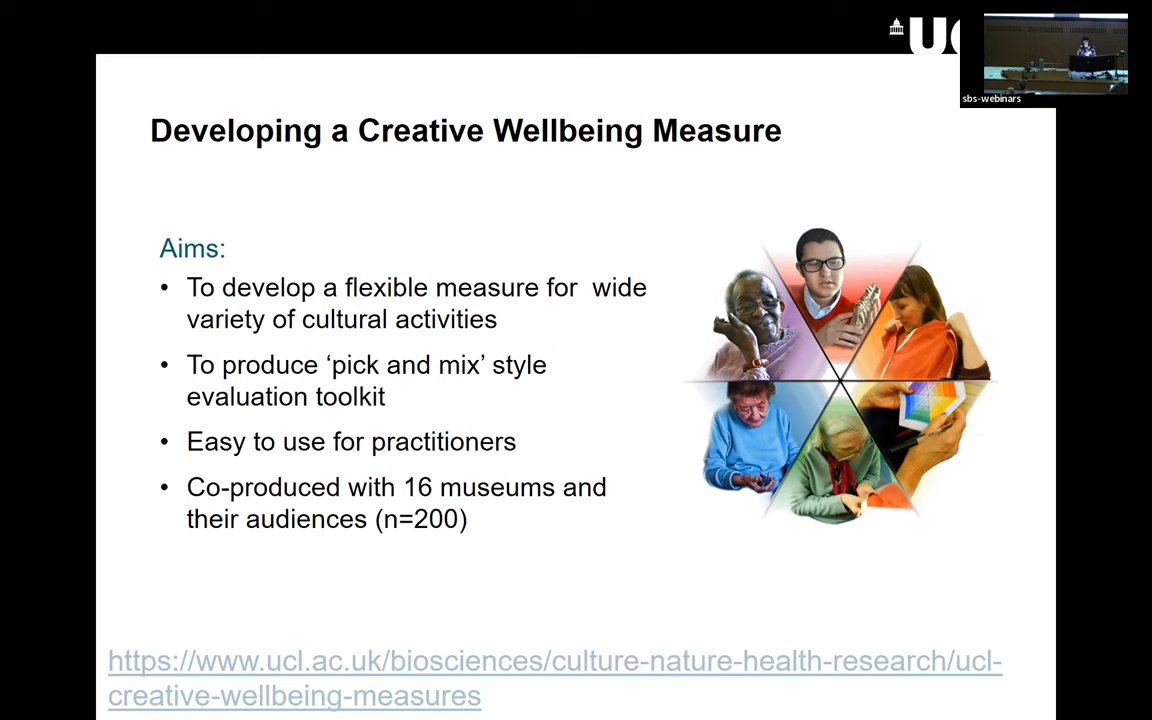 UC
sbs-webinars
Developing a Creative Wellbeing Measure
Aims:
• To develop a flexible measure for  wide
variety of cultural activities
• To produce ‘pick and mix’ style
evaluation toolkit
• Easy to use for practitioners
• Co-produced with 16 museums and
their audiences (n=200)
https://www.ucl.ac.uk/biosciences/culture-nature-health-research/ucl-
creative-wellbeing-measures